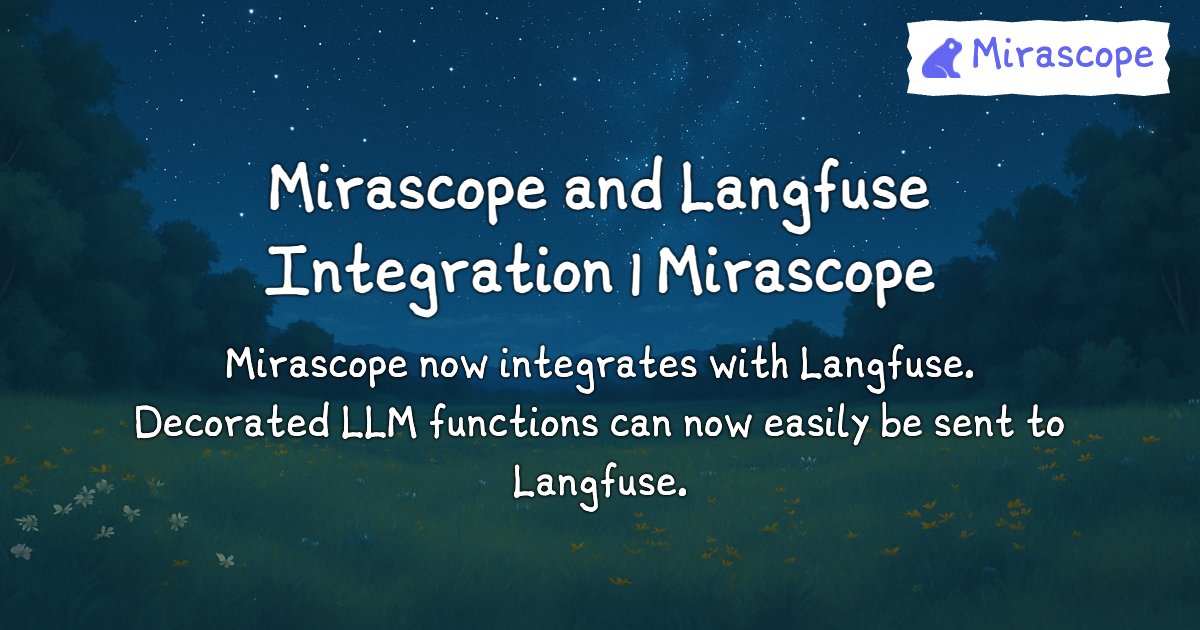 Mirascope
Mirascope and Langfuse
Integration | Mirascope
Mirascope now integrates with Langfuse.
Decorated LLM functions can now easily be sent to
Langfuse.